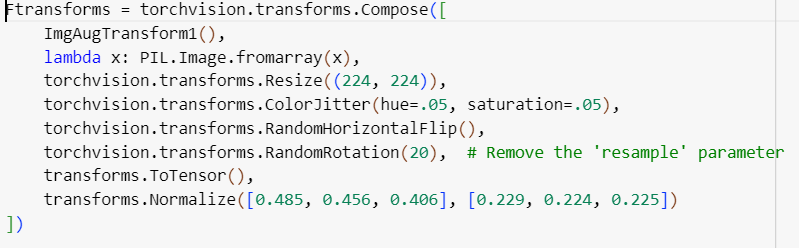 Ftransforms = torchvision.transforms.Compose([
    ImgAugTransform1(),
    lambda x: PIL.Image.fromarray(x),
    torchvision.transforms.Resize((224, 224)),
    torchvision.transforms.ColorJitter(hue=.05, saturation=.05),
    torchvision.transforms.RandomHorizontalFlip(),
    torchvision.transforms.RandomRotation(20),  # Remove the 'resample' parameter
    transforms.ToTensor(),
    transforms.Normalize([0.485, 0.456, 0.406], [0.229, 0.224, 0.225])
])